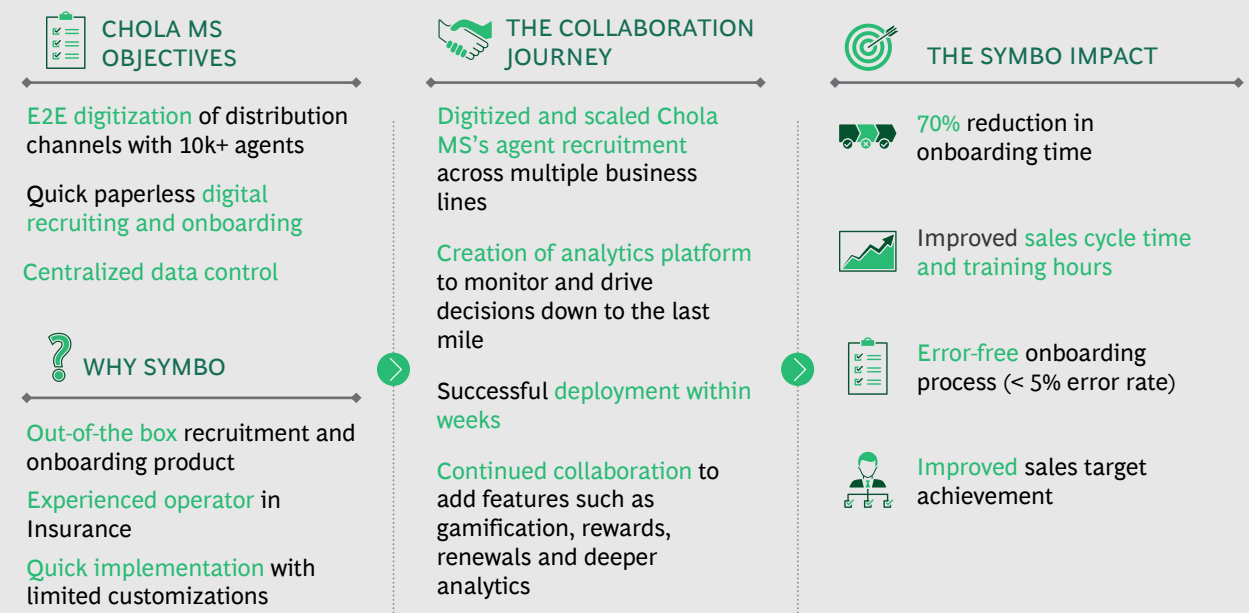 CHOLA MS
OBJECTIVES
E2E digitization of distribution
channels with 10k+ agents
Quick paperless digital
recruiting and onboarding
Centralized data control
WHY SYMBO
Out-of-the box recruitment and
onboarding product
Experienced operator in
Insurance
Quick implementation with
limited customizations
THE COLLABORATION
JOURNEY
Digitized and scaled Chola
MS's agent recruitment
across multiple business
lines
Creation of analytics platform
to monitor and drive
decisions down to the last
mile
Successful deployment within
weeks
Continued collaboration to
add features such as
gamification, rewards,
renewals and deeper
analytics
THE SYMBO IMPACT
70% reduction in
onboarding time
Improved sales cycle time
and training hours
Error-free onboarding
process (< 5% error rate)
Improved sales target
achievement